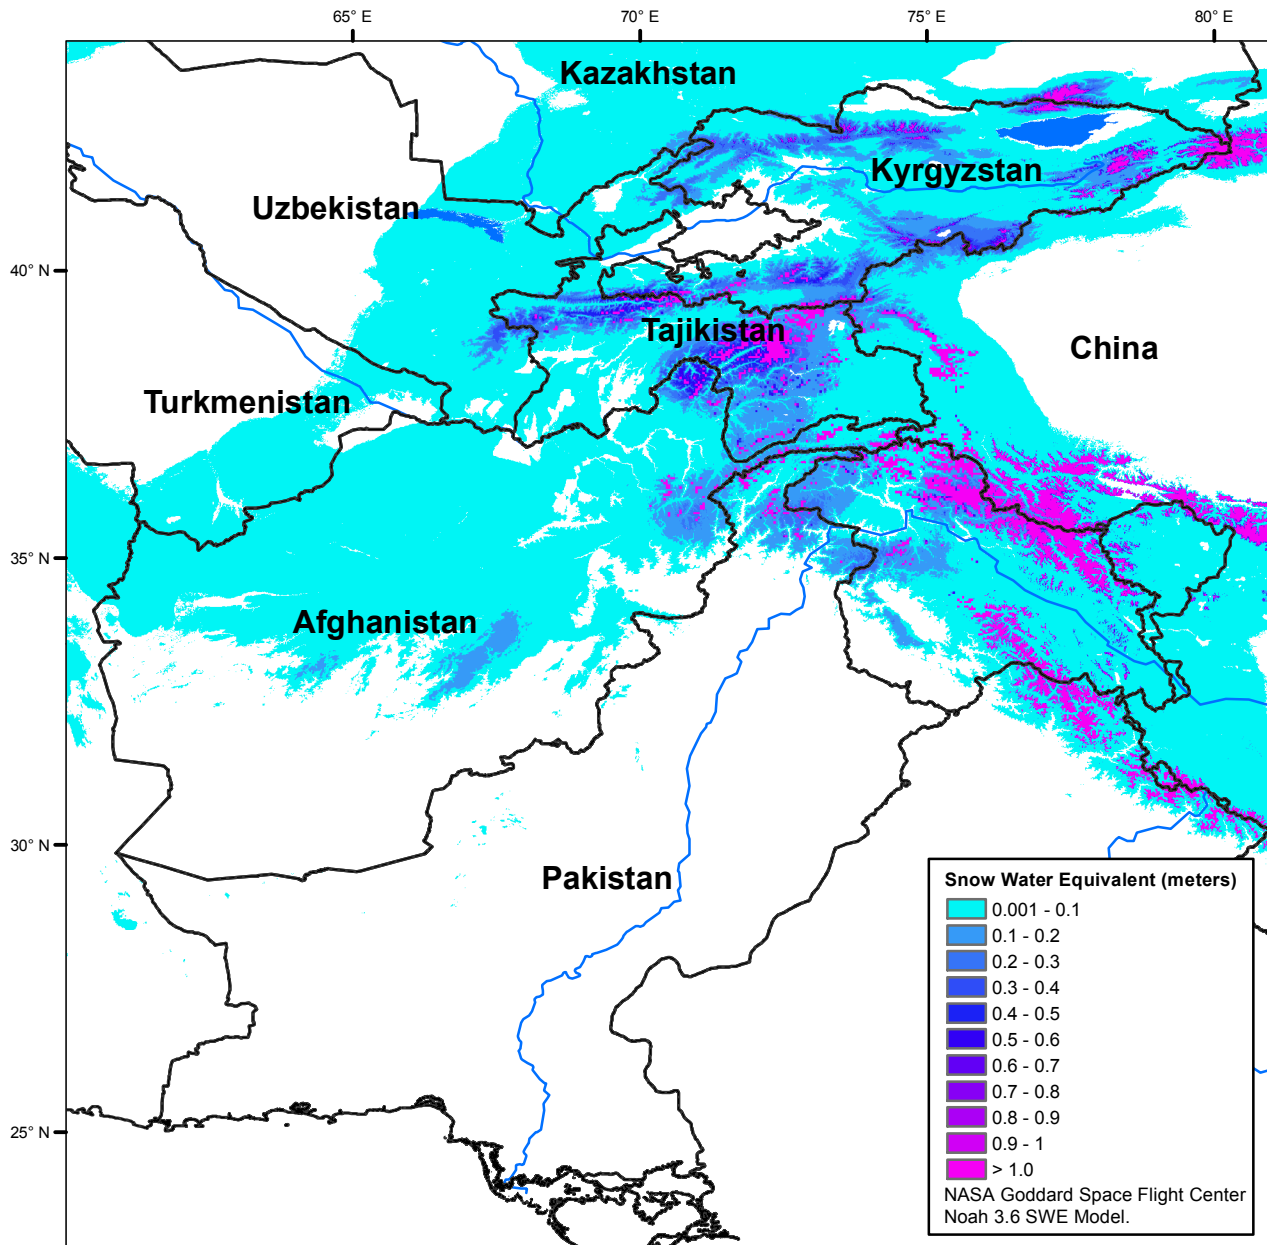 65° E
70° E
75° E
80° E
Kazakhstan
Kyrgyzstan
Uzbekistan
40° N
Tajikistan
China
Turkmenistan
35° N
Afghanistan
30° N
Pakistan
25° N
Snow Water Equivalent (meters)
0.001 - 0.1
0.1 - 0.2
0.2 - 0.3
0.3 - 0.4
0.4 - 0.5
0.5 - 0.6
0.6 - 0.7
0.7 - 0.8
0.8 - 0.9
0.9 - 1
> 1.0
NASA Goddard Space Flight Center
Noah 3.6 SWE Model.